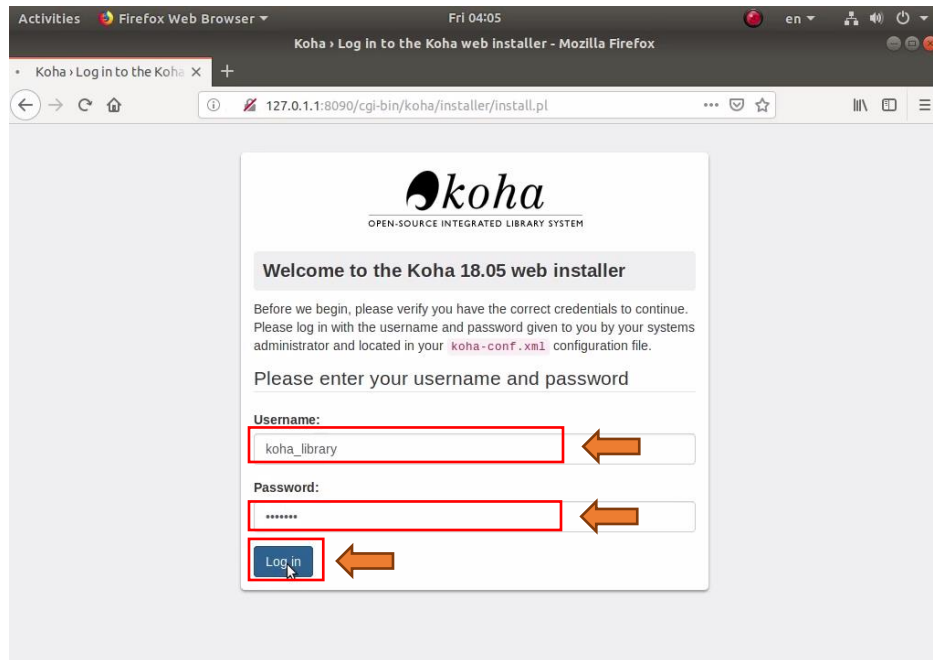 Activities Firefox Web Browser Fri 04:05 en
Koha › Log in to the Koha web installer - Mozilla Firefox
Koha › Log in to the Koha
127.0.1.1:8090/cgi-bin/koha/installer/install.pl
koha
OPEN-SOURCE INTEGRATED LIBRARY SYSTEM
Welcome to the Koha 18.05 web installer
Before we begin, please verify you have the correct credentials to continue.
Please log in with the username and password given to you by your systems
administrator and located in your koha-conf.xml configuration file.
Please enter your username and password
Username:
koha_library
Password:
•••••••
Log in